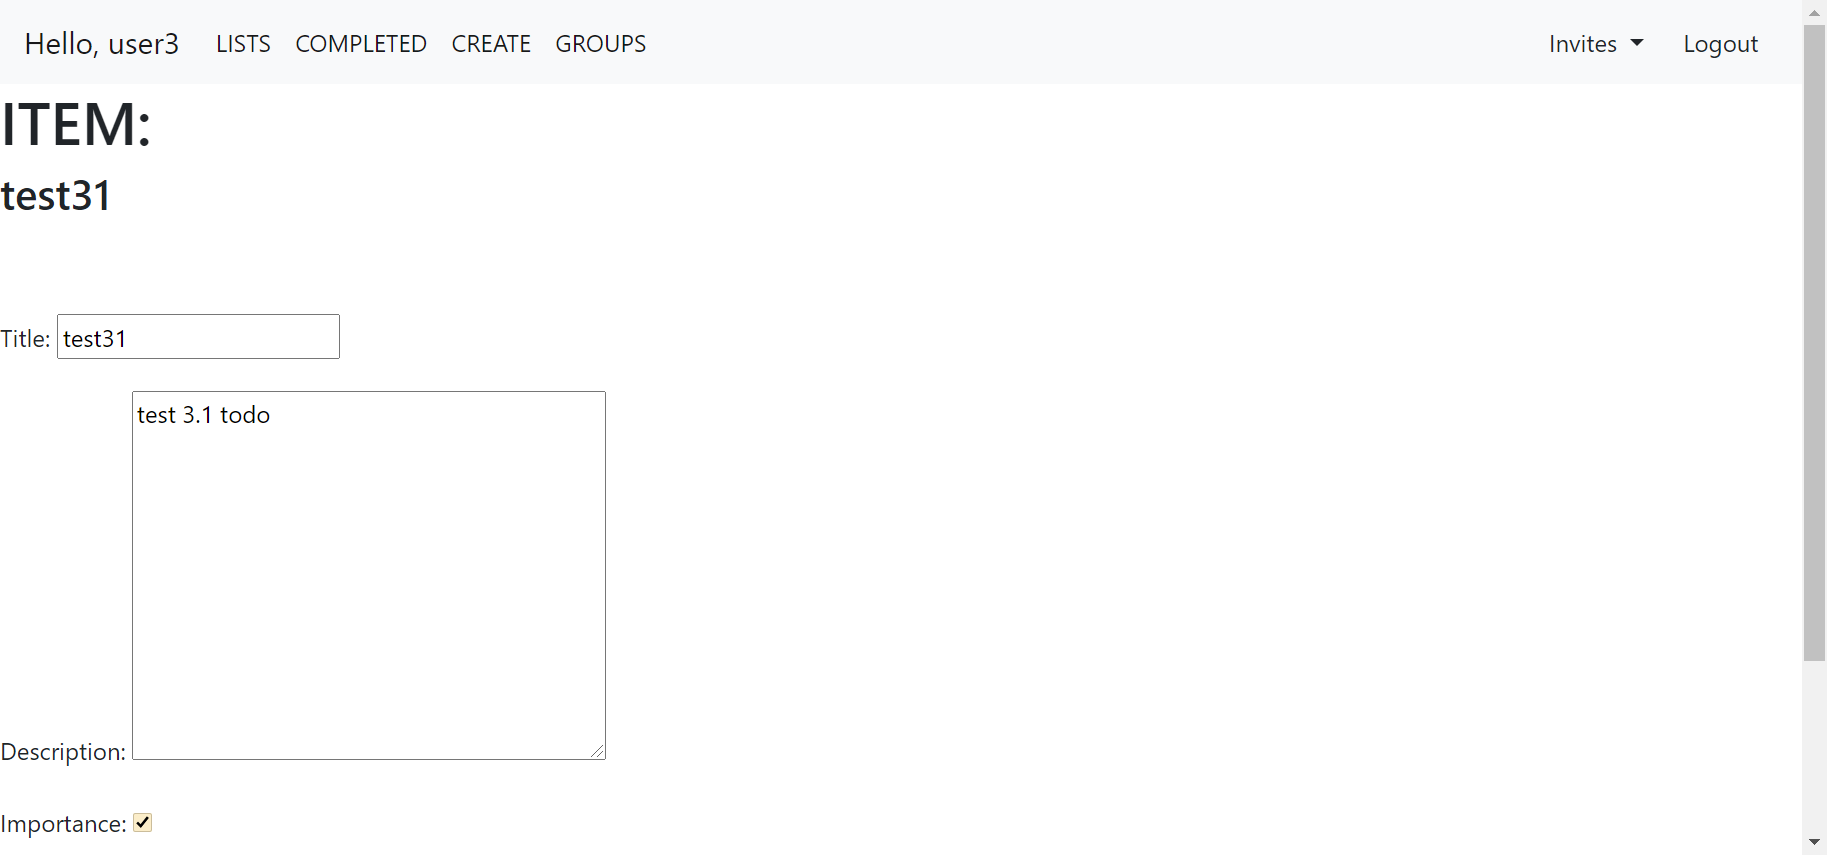 Hello, user3 LISTS COMPLETED CREATE GROUPS Invites Logout
ITEM:
test31
Title: test31
test 3.1 todo
Description:
Importance: